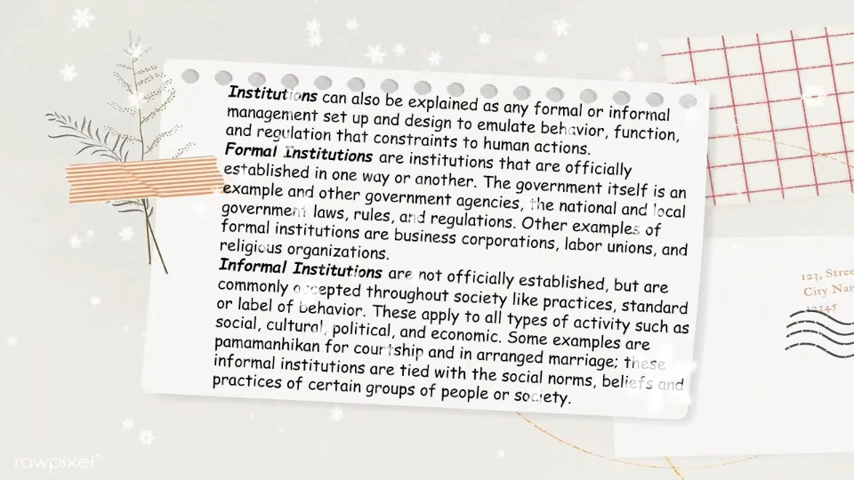 Institutions can also be explained as any formal or informal
management set up and design to emulate behavior, function,
and regulation that constraints to human actions.
Formal Institutions are institutions that are officially
established in one way or another. The government itself is an
example and other government agencies, the national and local
government laws, rules, and regulations. Other examples of
formal institutions are business corporations, labor unions, and
religious organizations.
Informal Institutions are not officially established, but are
commonly accepted throughout society like practices, standard
or label of behavior. These apply to all types of activity such as
social, cultural, political, and economic. Some examples are
pamamanhikan for courtship and in arranged marriage; these
informal institutions are tied with the social norms, beliefs and
practices of certain groups of people or society.
123, Stree
City Nan
12345
rawpixel